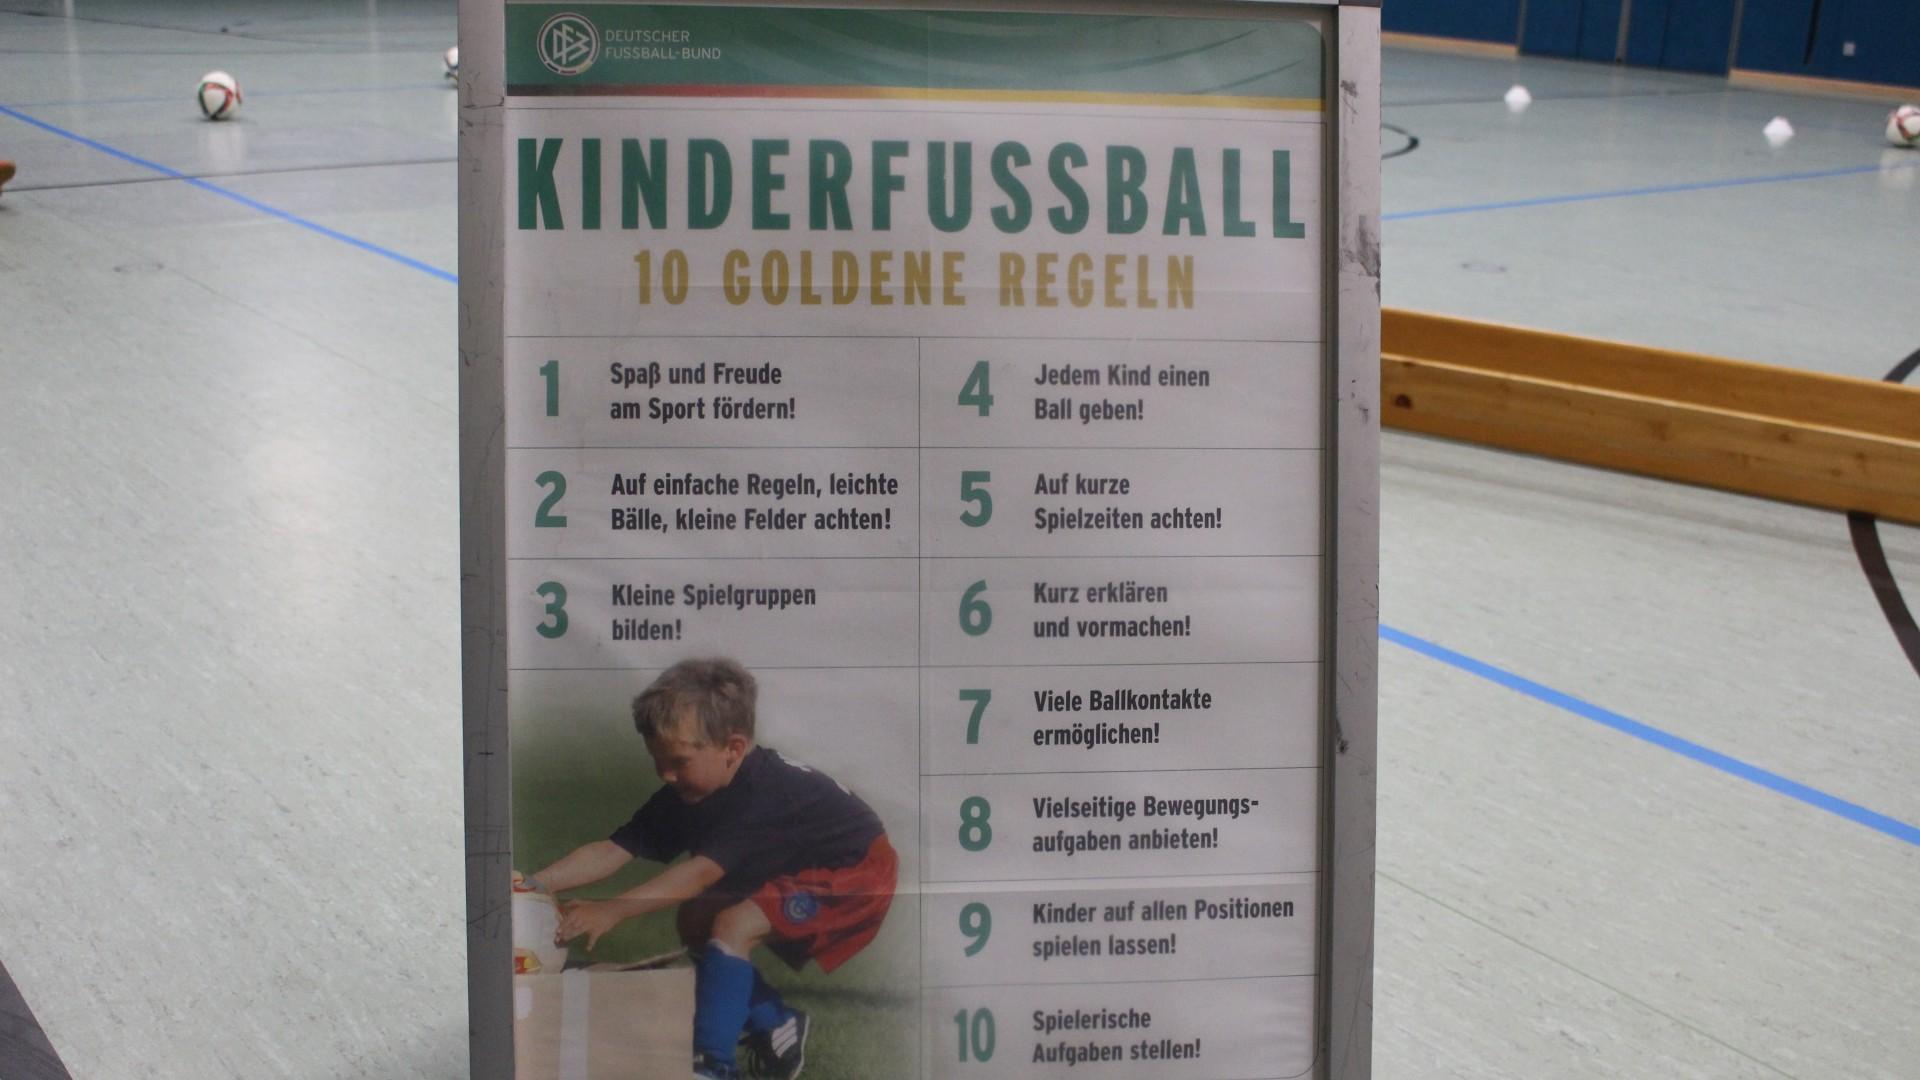 DEUTSCHER
FUSSBALL-BUND
KINDERFUSSBALL
10 GOLDENE REGELN
1 Spaß und Freude
am Sport fördern!
2 Auf einfache Regeln, leichte
Bälle, kleine Felder achten!
3 Kleine Spielgruppen
bilden!
4 Jedem Kind einen
Ball geben!
5 Auf kurze
Spielzeiten achten!
6 Kurz erklären
und vormachen!
7 Viele Ballkontakte
ermöglichen!
8 Vielseitige Bewegungs-
aufgaben anbieten!
9 Kinder auf allen Positionen
spielen lassen!
10 Spielerische
Aufgaben stellen!